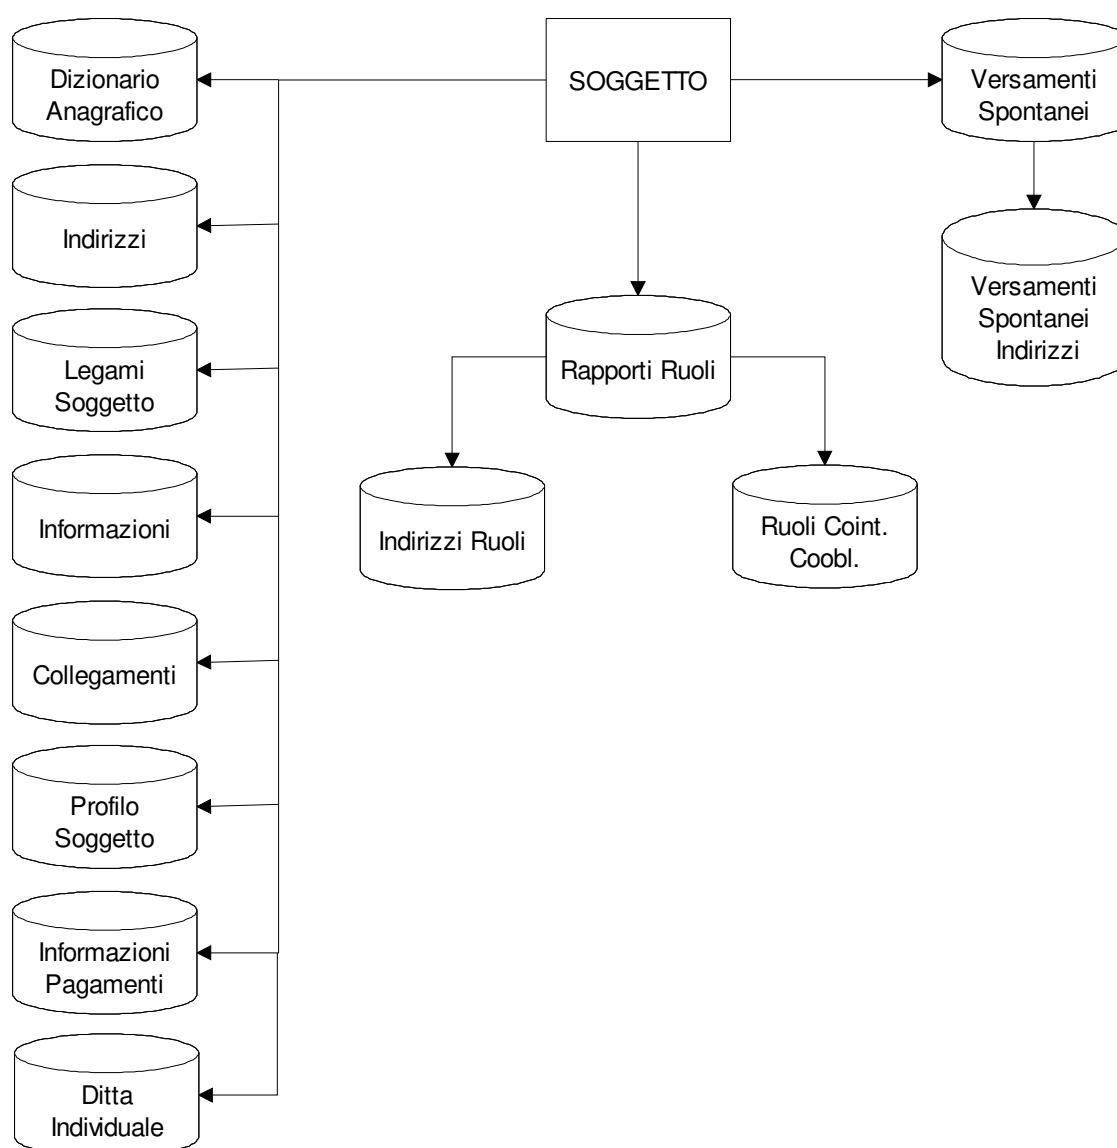 Dizionario
Anagrafico
SOGGETTO
Versamenti
Spontanei
Indirizzi
Versamenti
Spontanei
Indirizzi
Legami
Soggetto
Rapporti Ruoli
Informazioni
Indirizzi Ruoli
Ruoli Coint.
Coobl.
Collegamenti
Profilo
Soggetto
Informazioni
Pagamenti
Ditta
Individuale